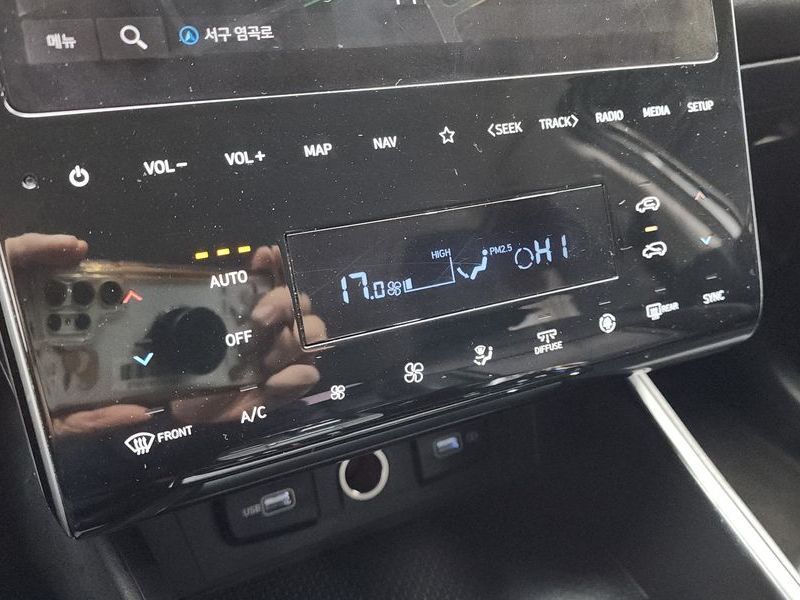 메뉴 서구 염곡로
VOL- VOL+ MAP NAV <SEEK TRACK> RADIO MEDIA SETUP
AUTO
HIGH PM2.5
17.0 HI
OFF
SYNC
REAR
DIFFUSE
A/C
FRONT
USB